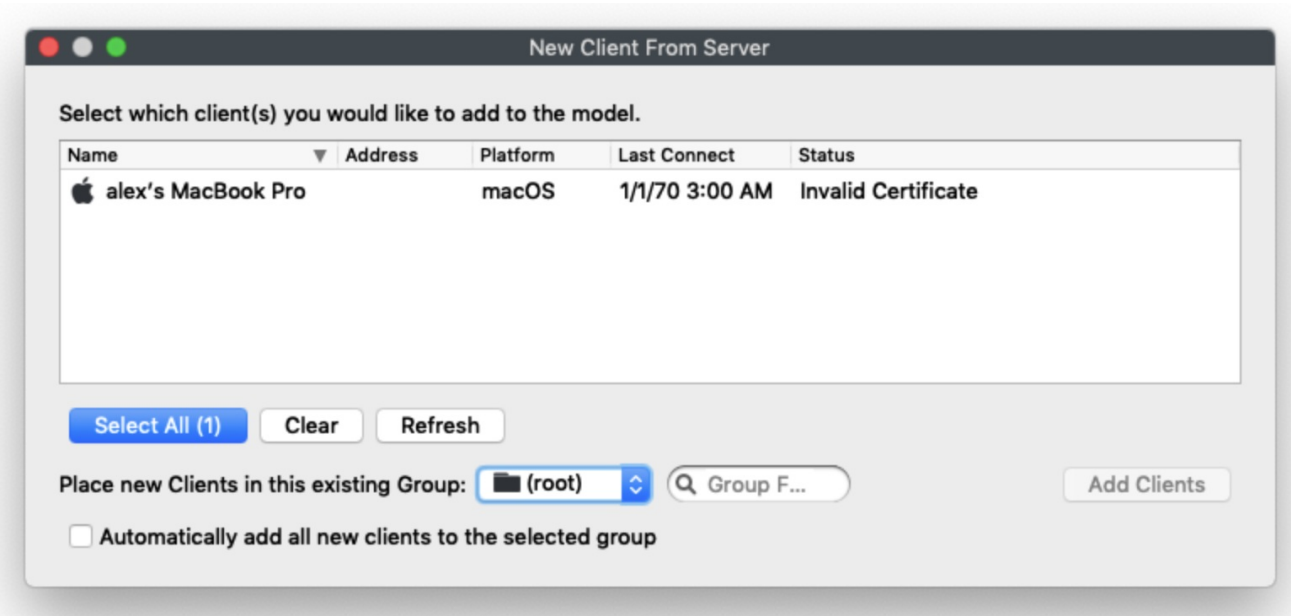 New Client From Server
Select which client(s) you would like to add to the model.
Name Address Platform Last Connect Status
alex's MacBook Pro macOS 1/1/70 3:00 AM Invalid Certificate
Select All (1) Clear Refresh
Place new Clients in this existing Group: (root) Group F... Add Clients
Automatically add all new clients to the selected group